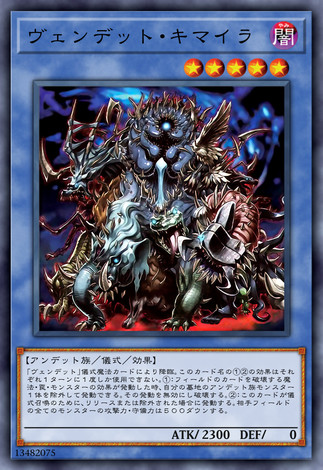 ヴェンデット・キマイラ
やみ
闇
【アンデット族／儀式／効果】
「ヴェンデット」儀式魔法カードにより降臨。このカード名の①②の効果はそれ
ぞれ1ターンに1度しか使用できない。①:フィールドのカードを破壊する魔
法・罠・モンスターの効果が発動した時、自分の墓地のアンデット族モンスター
1体を除外して発動できる。その発動を無効にし破壊する。②:このカードが儀
式召喚のために、リリースまたは除外された場合に発動する。相手フィールド
の全てのモンスターの攻撃力・守備力は500ダウンする。
ATK/ 2300 DEF/ 0
13482075